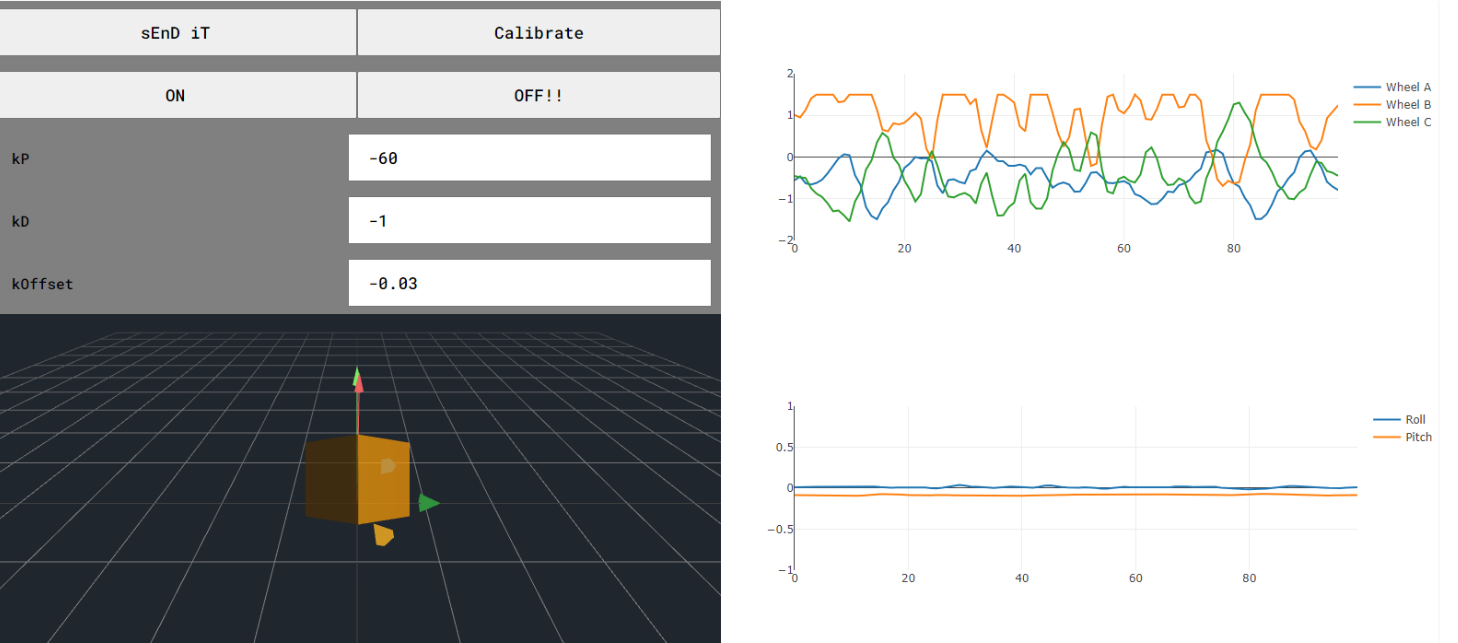 sEnD iT
Calibrate
ON
OFF!!
kP
-60
kD
-1
kOffset
-0.03
2
1
0
−1
−2
0
20
40
60
80
Wheel A
Wheel B
Wheel C
1
0.5
0
−0.5
−1
0
20
40
60
80
Roll
Pitch